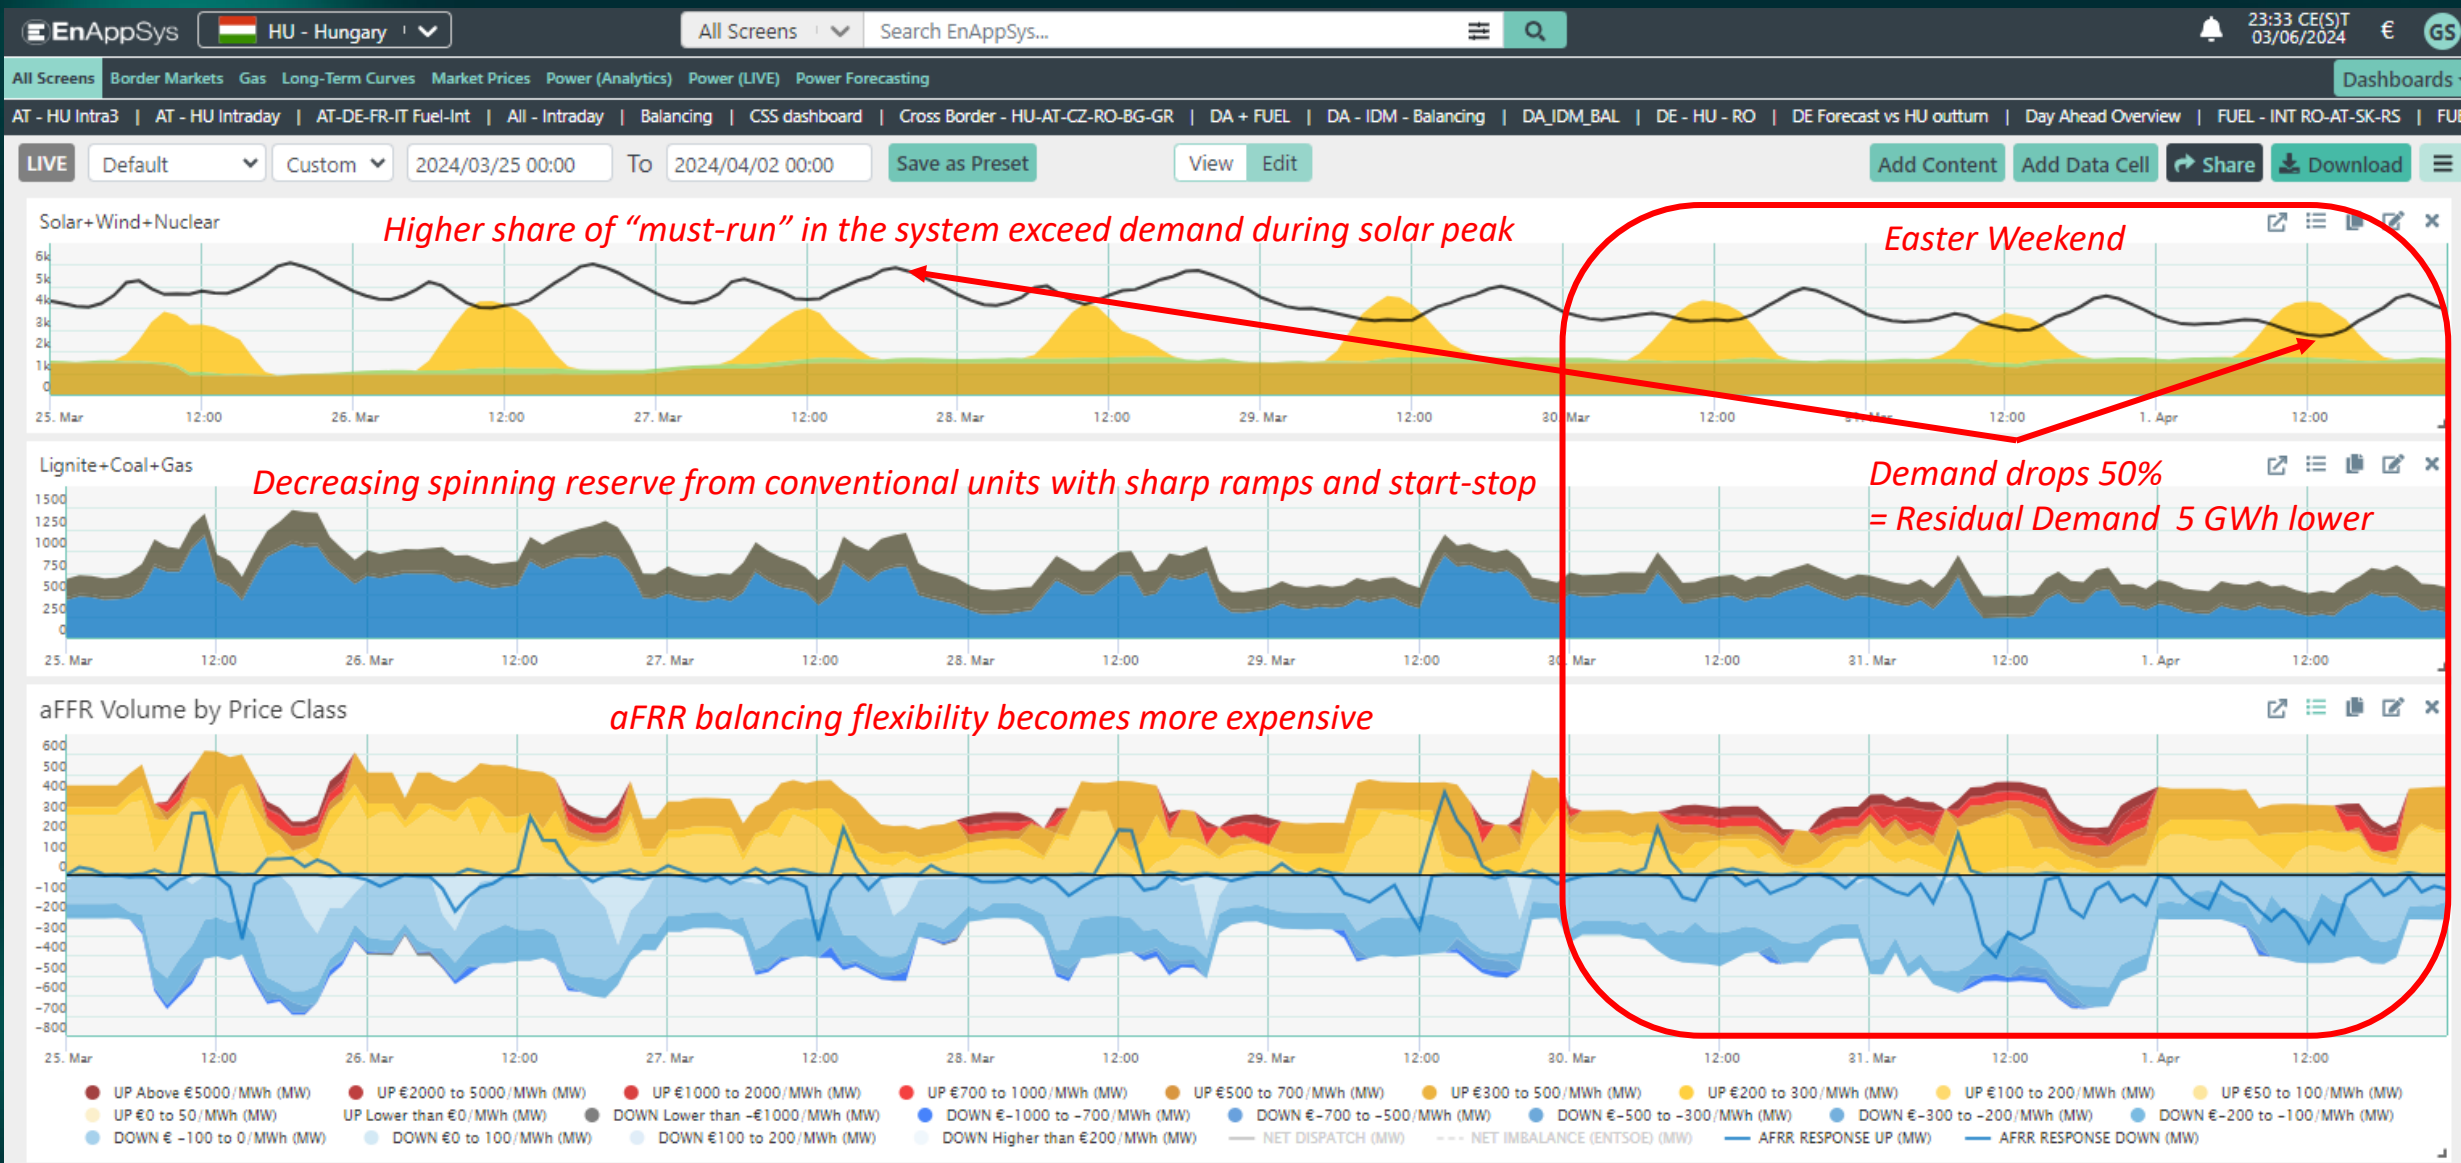 EnAppSys
HU - Hungary
All Screens
Search EnAppSys...
23:33 CE(S)T
03/06/2024
€
GS
All Screens Border Markets Gas Long-Term Curves Market Prices Power (Analytics) Power (LIVE) Power Forecasting
Dashboards
AT - HU Intra3 | AT - HU Intraday | AT-DE-FR-IT Fuel-Int | All - Intraday | Balancing | CSS dashboard | Cross Border - HU-AT-CZ-RO-BG-GR | DA + FUEL | DA - IDM - Balancing | DA_IDM_BAL | DE - HU - RO | DE Forecast vs HU outturn | Day Ahead Overview | FUEL - INT RO-AT-SK-RS |
LIVE Default Custom 2024/03/25 00:00 To 2024/04/02 00:00 Save as Preset View Edit Add Content Add Data Cell Share Download
Solar+Wind+Nuclear
Higher share of “must-run” in the system exceed demand during solar peak
Easter Weekend
6k
5k
4k
3k
2k
1k
0
25. Mar 12:00 26. Mar 12:00 27. Mar 12:00 28. Mar 12:00 29. Mar 12:00 30. Mar 12:00 31. Mar 12:00 1. Apr 12:00
Lignite+Coal+Gas
Decreasing spinning reserve from conventional units with sharp ramps and start-stop
Demand drops 50%
= Residual Demand 5 GWh lower
1500
1250
1000
750
500
250
0
25. Mar 12:00 26. Mar 12:00 27. Mar 12:00 28. Mar 12:00 29. Mar 12:00 30. Mar 12:00 31. Mar 12:00 1. Apr 12:00
aFFR Volume by Price Class
aFRR balancing flexibility becomes more expensive
600
500
400
300
200
100
0
-100
-200
-300
-400
-500
-600
-700
-800
25. Mar 12:00 26. Mar 12:00 27. Mar 12:00 28. Mar 12:00 29. Mar 12:00 30. Mar 12:00 31. Mar 12:00 1. Apr 12:00
UP Above €5000/MWh (MW) UP €2000 to 5000/MWh (MW) UP €1000 to 2000/MWh (MW) UP €700 to 1000/MWh (MW) UP €500 to 700/MWh (MW) UP €300 to 500/MWh (MW) UP €200 to 300/MWh (MW) UP €100 to 200/MWh (MW) UP €50 to 100/MWh (MW)
UP €0 to 50/MWh (MW) UP Lower than €0/MWh (MW) DOWN Lower than -€1000/MWh (MW) DOWN €-1000 to -700/MWh (MW) DOWN €-700 to -500/MWh (MW) DOWN €-500 to -300/MWh (MW) DOWN €-300 to -200/MWh (MW) DOWN €-200 to -100/MWh (MW)
DOWN € -100 to 0/MWh (MW) DOWN €0 to 100/MWh (MW) DOWN €100 to 200/MWh (MW) DOWN Higher than €200/MWh (MW) NET DISPATCH (MW) NET IMBALANCE (ENTSOE) (MW) AFRR RESPONSE UP (MW) AFRR RESPONSE DOWN (MW)